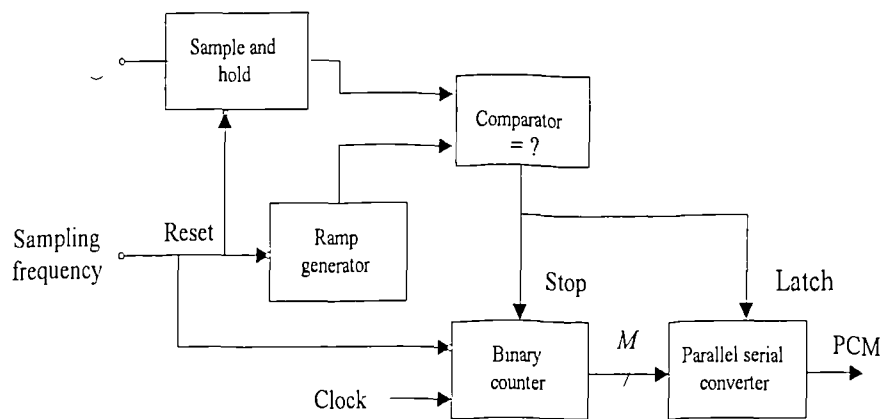 Sample and
hold
Comparator
= ?
Sampling
frequency
Reset
Ramp
generator
Stop
Latch
Binary
counter
M
Parallel serial
converter
PCM
Clock